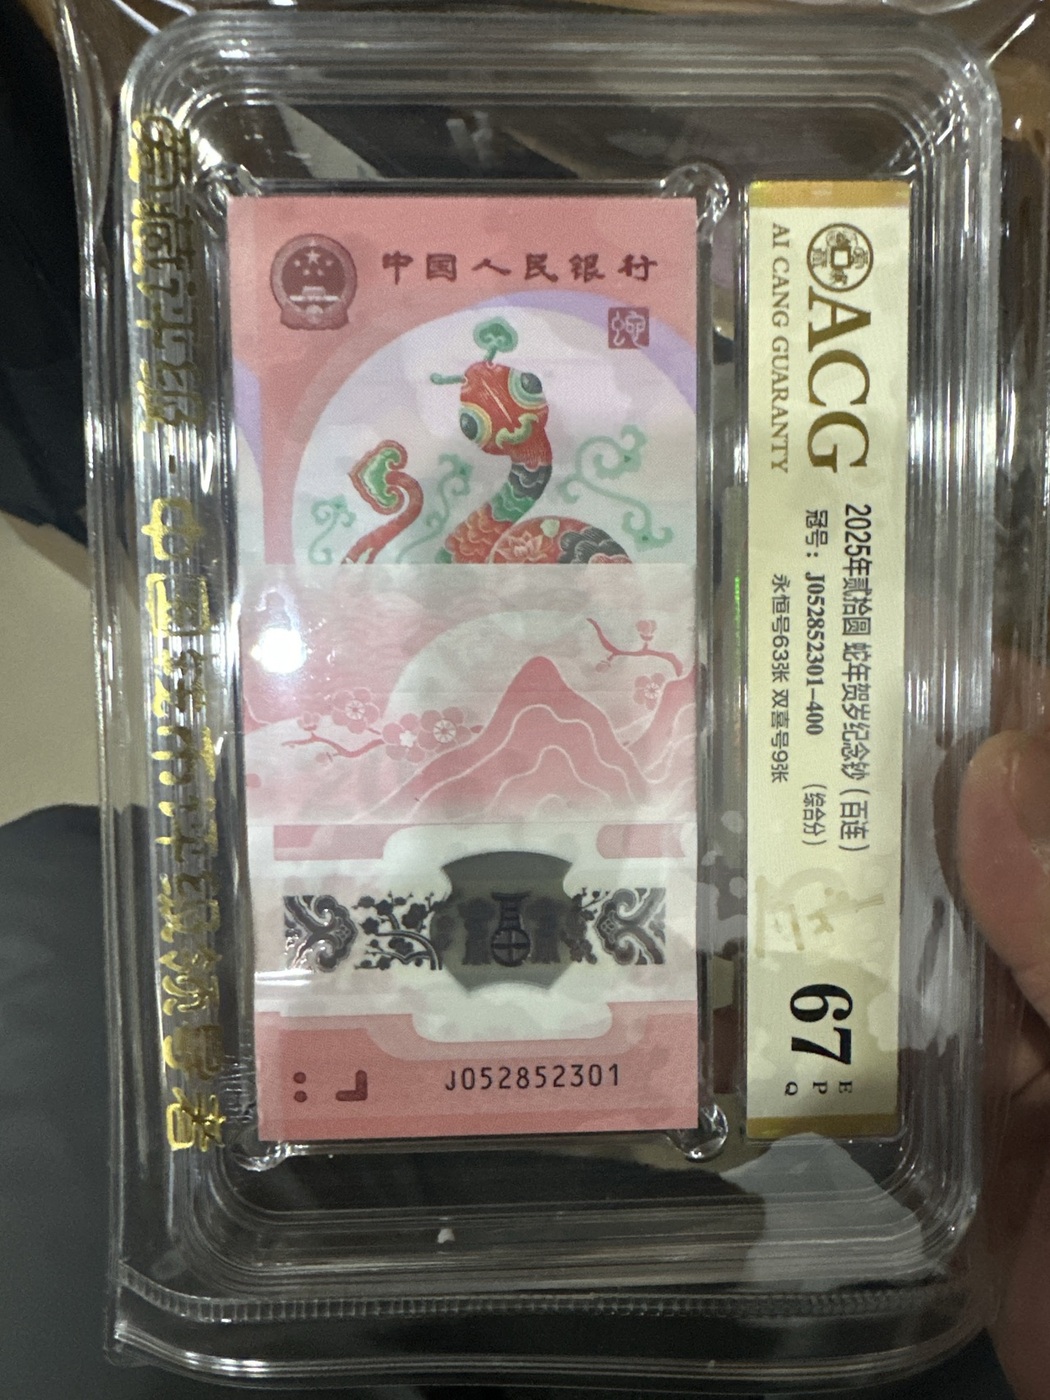 中国人民银行
J052852301
ACG
AI CANG GUARANTY
2025年贰拾圆 蛇年贺岁纪念钞（百连）
冠号：J052852301—400 （综合分）
永恒号63张 双喜号9张
67
E
P
Q